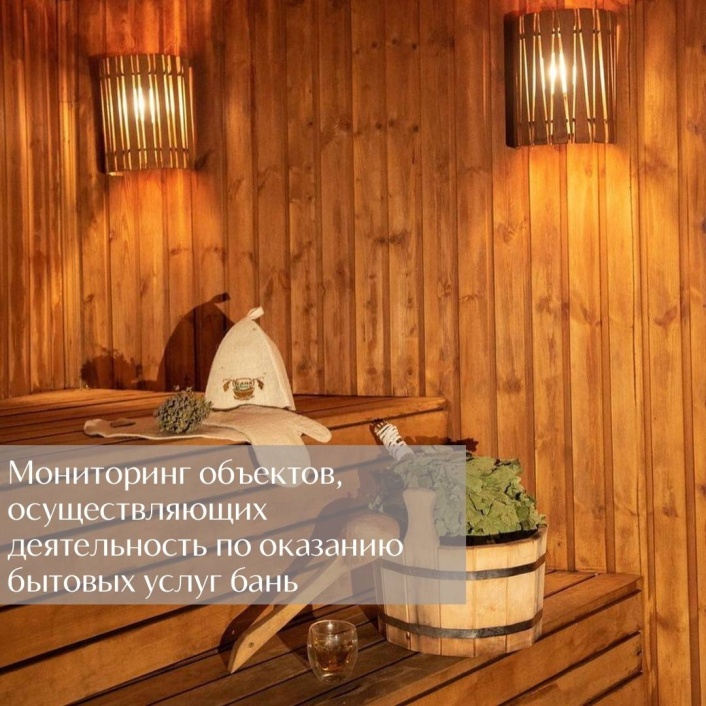 Мониторинг объектов,
осуществляющих
деятельность по оказанию
бытовых услуг бань